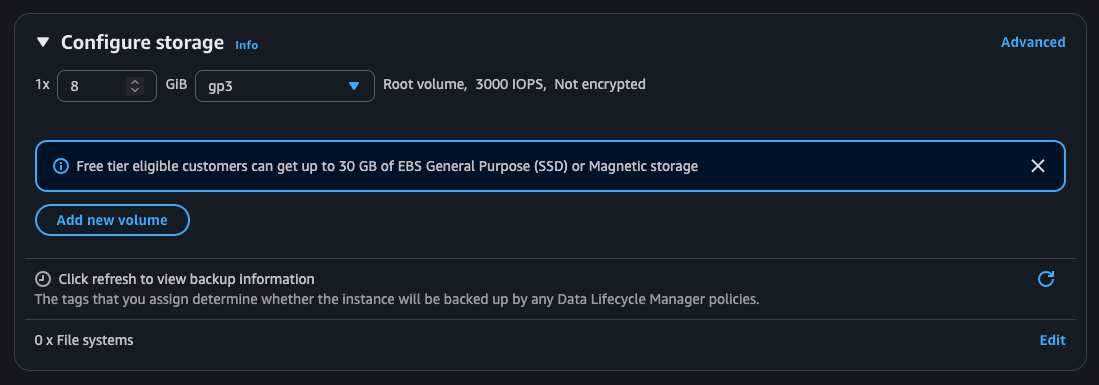 Configure storage Info Advanced
1x 8 GiB gp3 Root volume, 3000 IOPS, Not encrypted
Free tier eligible customers can get up to 30 GB of EBS General Purpose (SSD) or Magnetic storage
Add new volume
Click refresh to view backup information
The tags that you assign determine whether the instance will be backed up by any Data Lifecycle Manager policies.
0 x File systems Edit